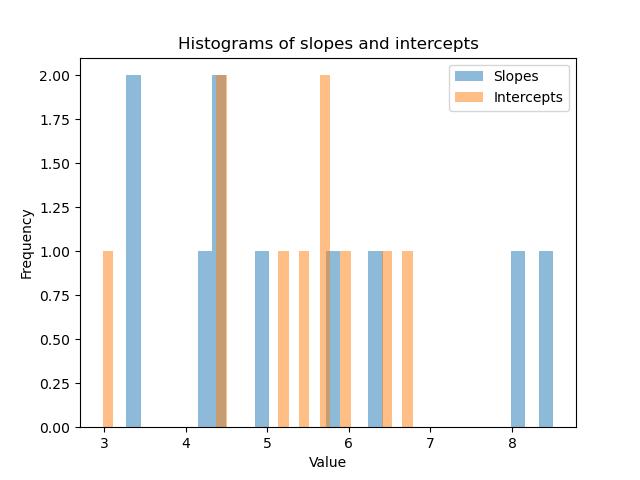 Histograms of slopes and intercepts
Slopes
Intercepts
2.00
1.75
1.50
1.25
1.00
0.75
0.50
0.25
0.00
Frequency
3 4 5 6 7 8
Value